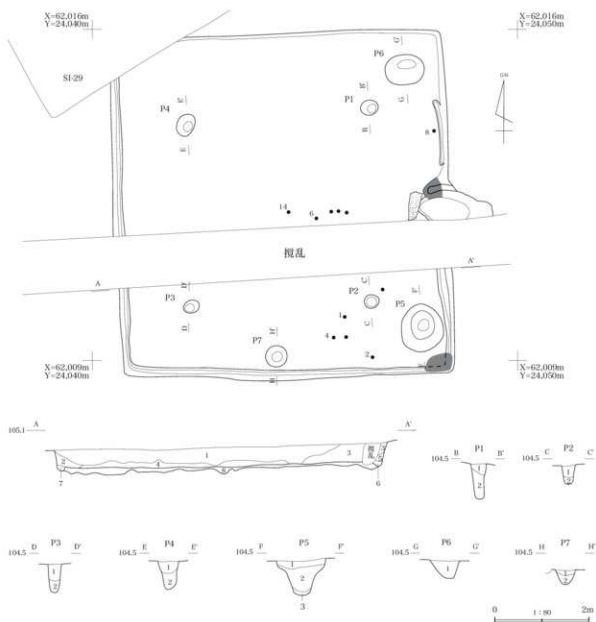 X=62,016m
Y=24,040m
X=62,016m
Y=24,050m
SI-29
P6
G'
G
GN
P4
E'
E
P1
B'
B
8
14
6
撹乱
A
A'
P3
D'
D
P2
C'
C
F'
P5
1
4
P7
H'
H
2
X=62,009m
Y=24,040m
X=62,009m
Y=24,050m
105.1
A
A'
1
2
3
4
撹乱
7
6
P1
104.5
B
B'
1
2
P2
C
C'
1
2
P3
104.5
D
D'
1
2
P4
104.5
E
E'
1
2
P5
104.5
F
F'
1
2
3
P6
104.5
G
G'
1
P7
104.5
H
H'
1
2
0
1:80
2m